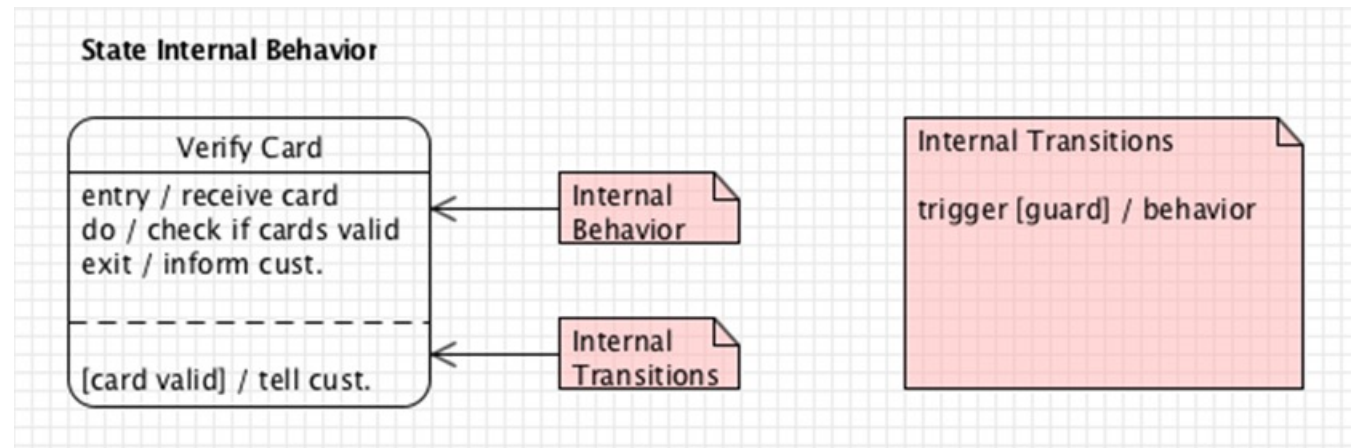 State Internal Behavior
Verify Card
entry / receive card
do / check if cards valid
exit / inform cust.
[card valid] / tell cust.
Internal
Behavior
Internal
Transitions
Internal Transitions
trigger [guard] / behavior